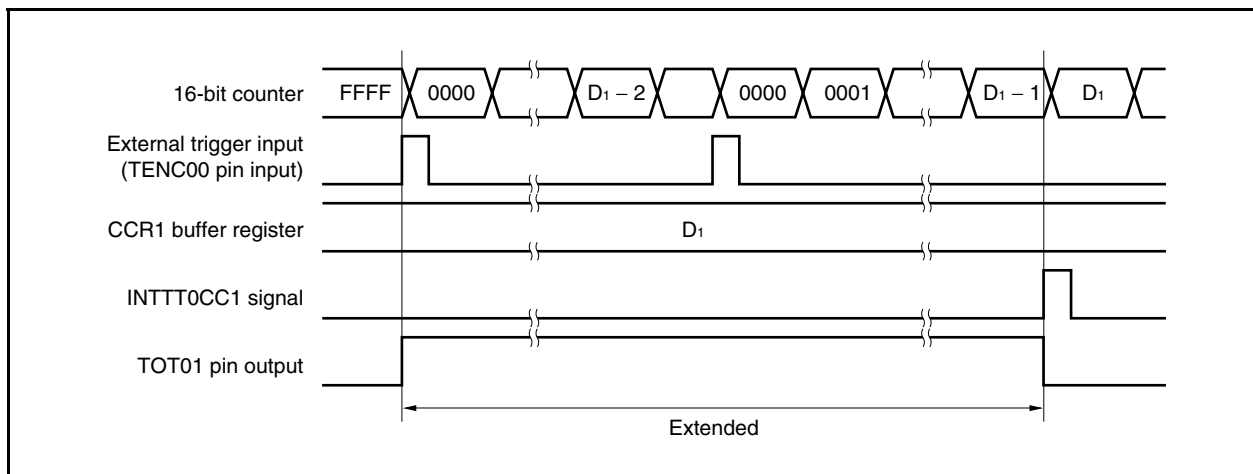 16-bit counter FFFF 0000 D1 − 2 0000 0001 D1 − 1 D1
External trigger input
(TENC00 pin input)
CCR1 buffer register D1
INTTT0CC1 signal
TOT01 pin output
Extended